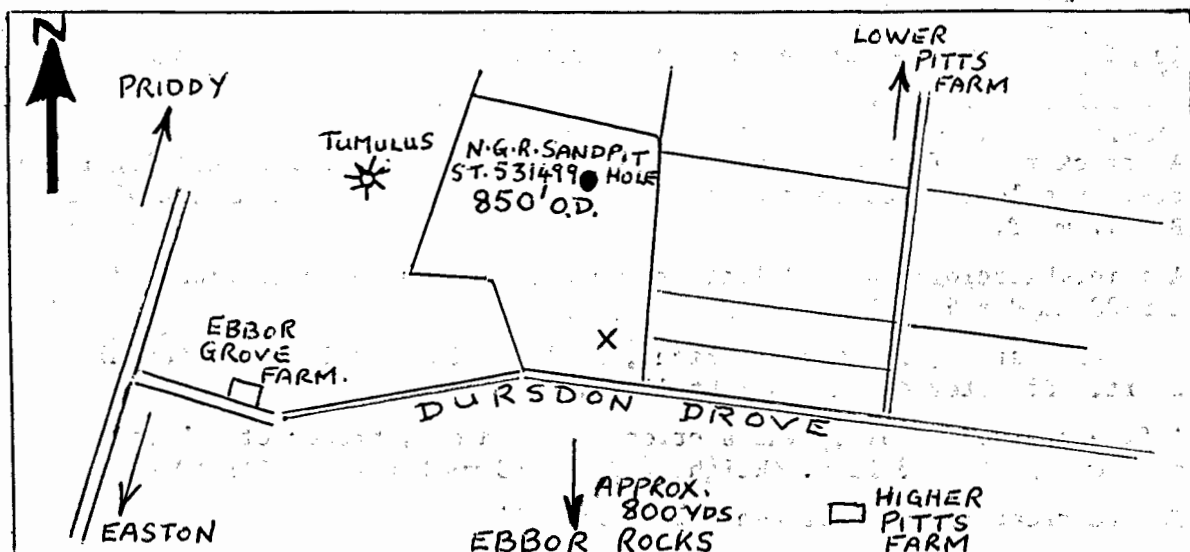 N
PRIDDY
TUMULUS
N.G.R. SANDPIT
ST. 531499 HOLE
850' O.D.
LOWER
PITTS
FARM
EBBOR
GROVE
FARM.
X
DURSDON DROVE
EASTON
APPROX.
800 YDS.
EBBOR ROCKS
HIGHER
PITTS
FARM